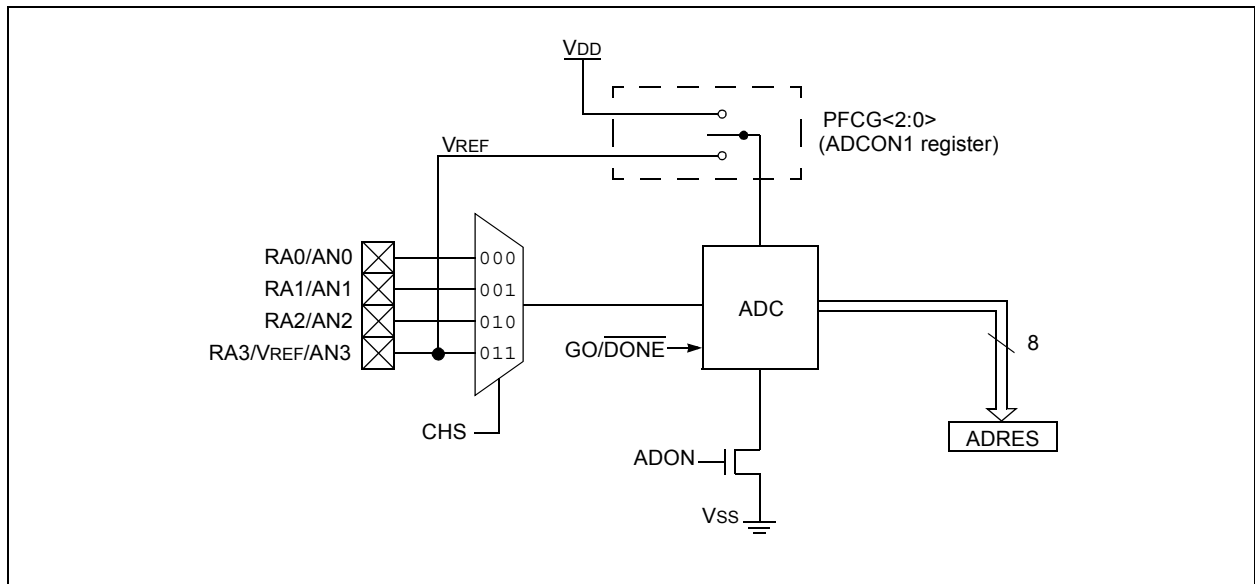 VDD
PFCG<2:0>
(ADCON1 register)
VREF
RA0/AN0
000
RA1/AN1
001
RA2/AN2
010
RA3/VREF/AN3
011
ADC
GO/DONE
8
CHS
ADRES
ADON
VSS